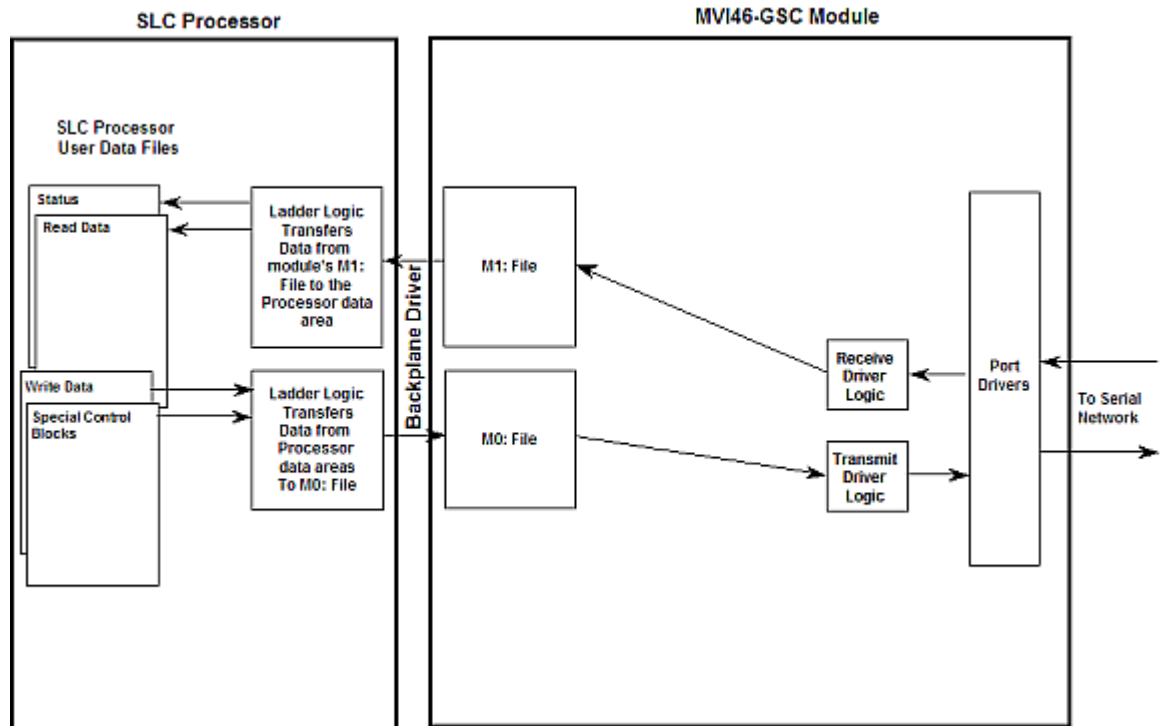 SLC Processor
MVI46-GSC Module
SLC Processor
User Data Files
Status
Read Data
Ladder Logic
Transfers
Data from
module's M1:
File to the
Processor data
area
Backplane Driver
M1: File
Receive
Driver
Logic
Port
Drivers
To Serial
Network
Write Data
Special Control
Blocks
Ladder Logic
Transfers
Data from
Processor
data areas
To M0: File
M0: File
Transmit
Driver
Logic